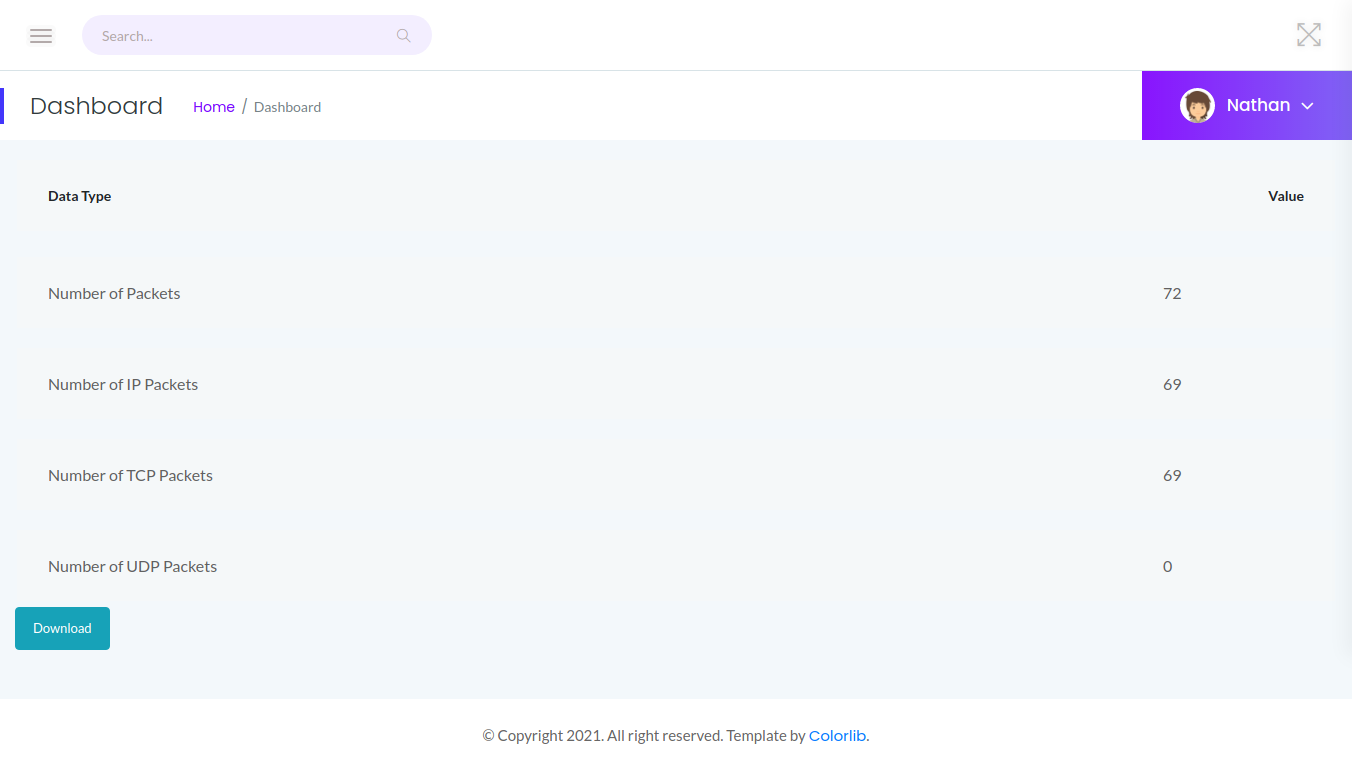 Search...
Dashboard Home / Dashboard Nathan
Data Type Value
Number of Packets 72
Number of IP Packets 69
Number of TCP Packets 69
Number of UDP Packets 0
Download
© Copyright 2021. All right reserved. Template by Colorlib.